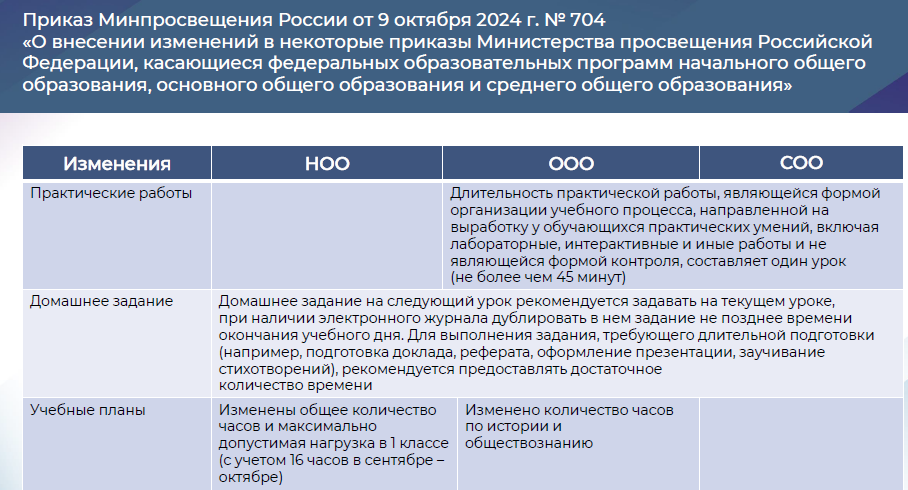 Приказ Минпросвещения России от 9 октября 2024 г. № 704
«О внесении изменений в некоторые приказы Министерства просвещения Российской
Федерации, касающиеся федеральных образовательных программ начального общего
образования, основного общего образования и среднего общего образования»
Изменения НОО ООО СОО
Практические работы
Длительность практической работы, являющейся формой
организации учебного процесса, направленной на
выработку у обучающихся практических умений, включая
лабораторные, интерактивные и иные работы и не
являющейся формой контроля, составляет один урок
(не более чем 45 минут)
Домашнее задание
Домашнее задание на следующий урок рекомендуется задавать на текущем уроке,
при наличии электронного журнала дублировать в нем задание не позднее времени
окончания учебного дня. Для выполнения задания, требующего длительной подготовки
(например, подготовка доклада, реферата, оформление презентации, заучивание
стихотворений), рекомендуется предоставлять достаточное
количество времени
Учебные планы
Изменены общее количество
часов и максимально
допустимая нагрузка в 1 классе
(с учетом 16 часов в сентябре –
октябре)
Изменено количество часов
по истории и
обществознанию